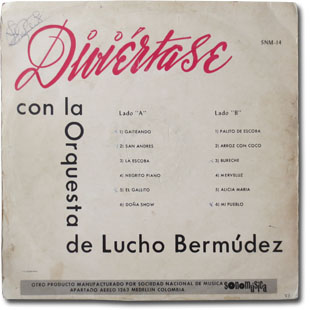 Diviértase
SNM-14
con la
Orquesta
de Lucho Bermúdez
Lado "A"
1) GAITEANDO
2) SAN ANDRES
3) LA ESCOBA
4) NEGRITO PIANO
5) EL GALLITO
6) DOÑA SHOW
Lado "B"
1) PALITO DE ESCOBA
2) ARROZ CON COCO
3) BURECHE
4) MERVELUZ
5) ALICIA MARIA
6) MI PUEBLO
OTRO PRODUCTO MANUFACTURADO POR SOCIEDAD NACIONAL DE MUSICA
APARTADO AEREO 1263 MEDELLIN COLOMBIA
sonomusica